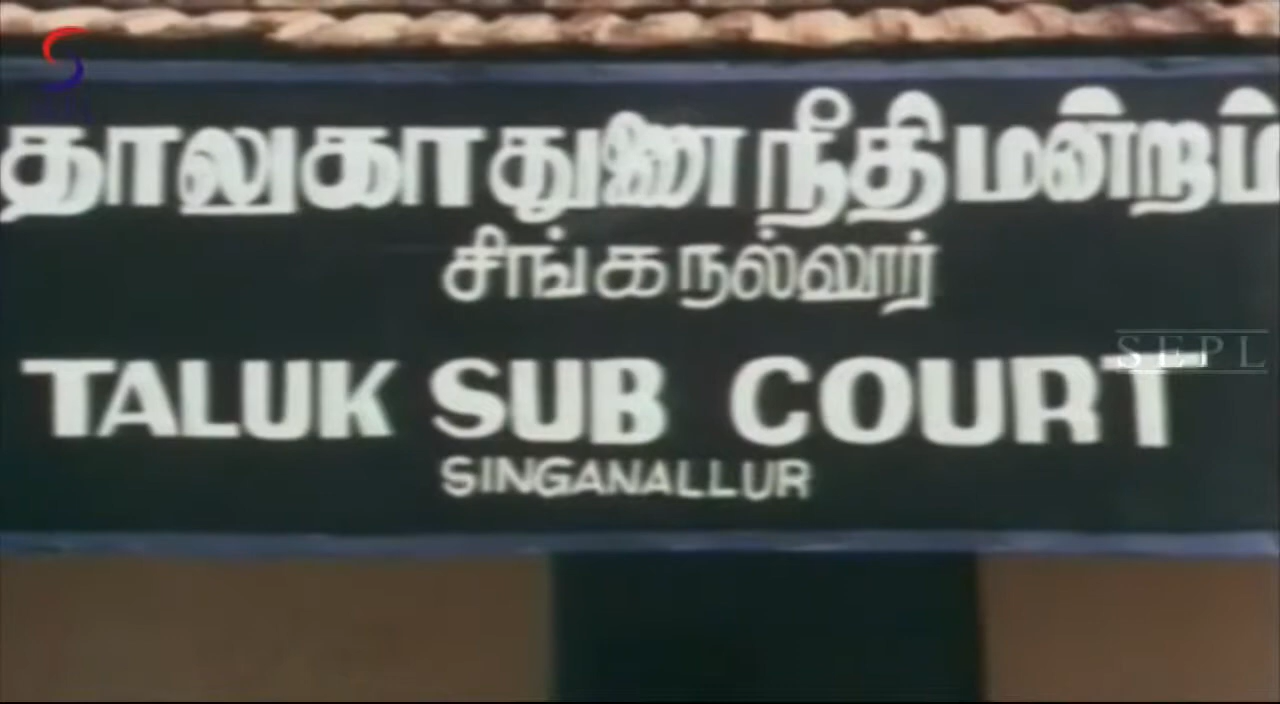 தாலுகா துணை நீதிமன்றம்
சிங்கநல்லூர்
TALUK SUB COURT
SINGANALLUR
SEPL